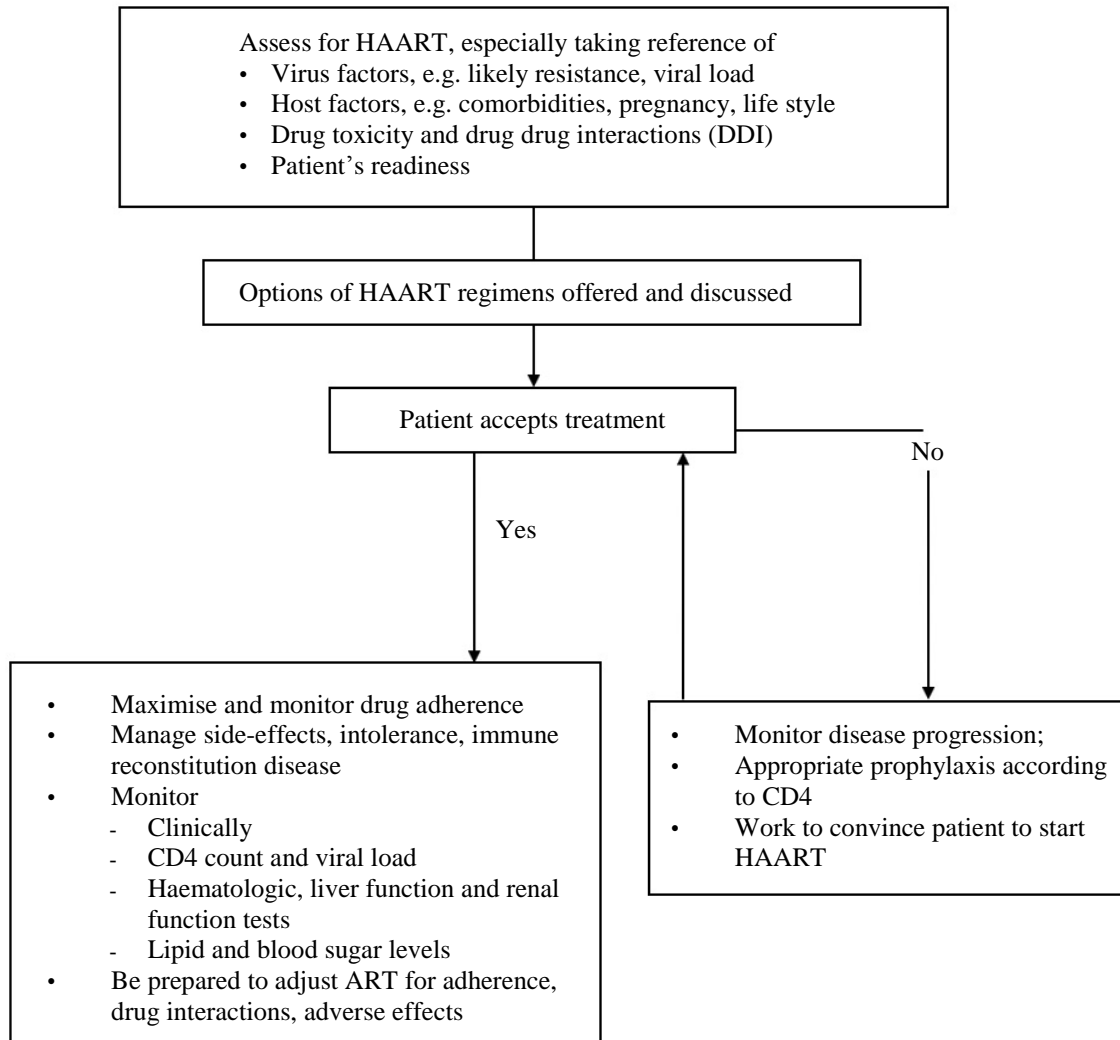 Assess for HAART, especially taking reference of
• Virus factors, e.g. likely resistance, viral load
• Host factors, e.g. comorbidities, pregnancy, life style
• Drug toxicity and drug drug interactions (DDI)
• Patient’s readiness
Options of HAART regimens offered and discussed
Patient accepts treatment
No
Yes
• Maximise and monitor drug adherence
• Manage side-effects, intolerance, immune
reconstitution disease
• Monitor
- Clinically
- CD4 count and viral load
- Haematologic, liver function and renal
function tests
- Lipid and blood sugar levels
• Be prepared to adjust ART for adherence,
drug interactions, adverse effects
• Monitor disease progression;
• Appropriate prophylaxis according
to CD4
• Work to convince patient to start
HAART